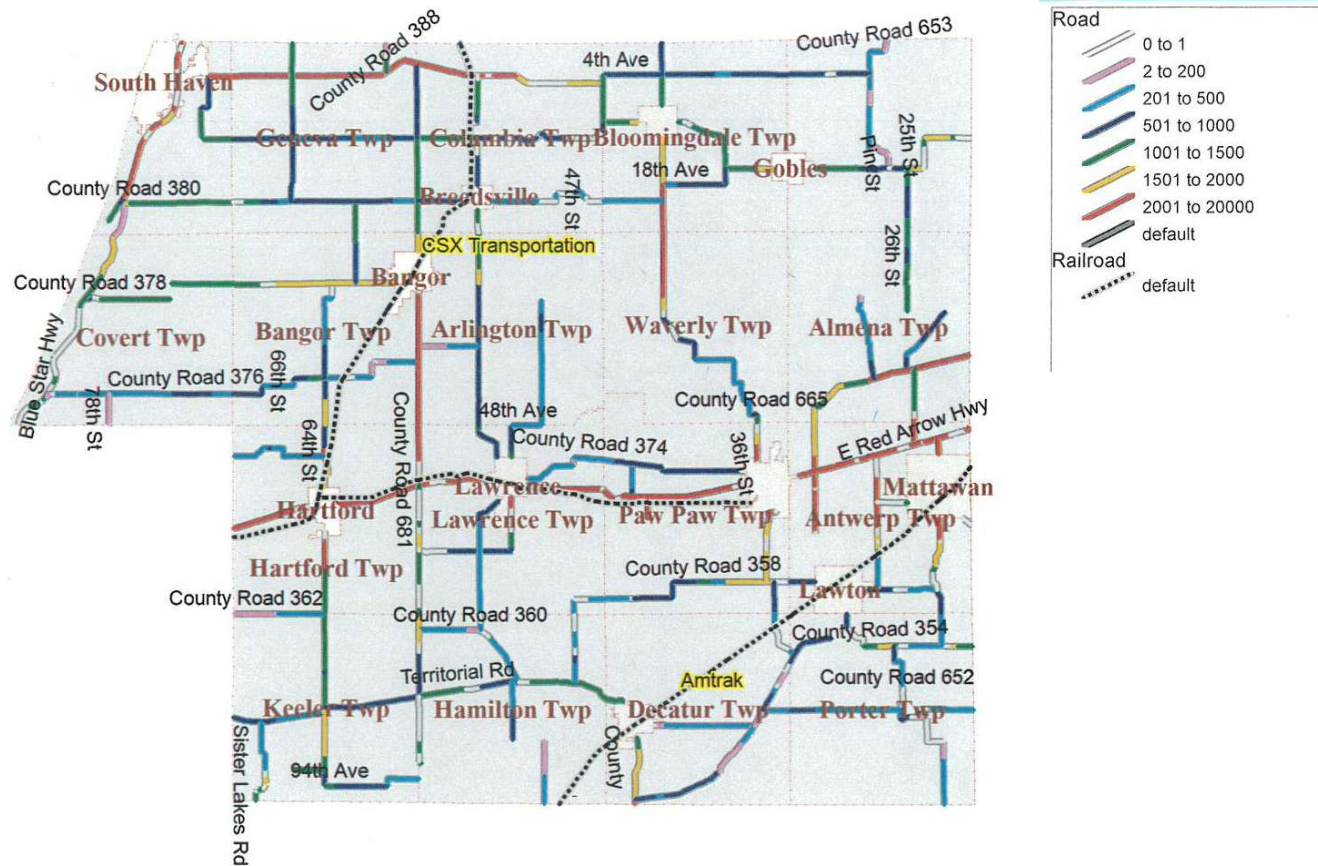 County Road 653
Road
0 to 1
2 to 200
201 to 500
501 to 1000
1001 to 1500
1501 to 2000
2001 to 20000
default
Railroad
default
County Road 388
4th Ave
South Haven
Geneva Twp
Columbia Twp
Bloomingdale Twp
25th St
Pine St
18th Ave
Gobles
County Road 380
Breedsville
47th St
26th St
CSX Transportation
Bangor
County Road 378
Covert Twp
Bangor Twp
Arlington Twp
Waverly Twp
Almena Twp
Blue Star Hwy
County Road 376
66th St
78th St
County Road 665
48th Ave
County Road 681
64th St
County Road 374
36th St
E Red Arrow Hwy
Mattawan
Lawrence
Hartford
Lawrence Twp
Paw Paw Twp
Antwerp Twp
Hartford Twp
County Road 358
Lawton
County Road 362
County Road 360
County Road 354
Territorial Rd
Amtrak
County Road 652
Keeler Twp
Hamilton Twp
Decatur Twp
Porter Twp
County
94th Ave
Sister Lakes Rd